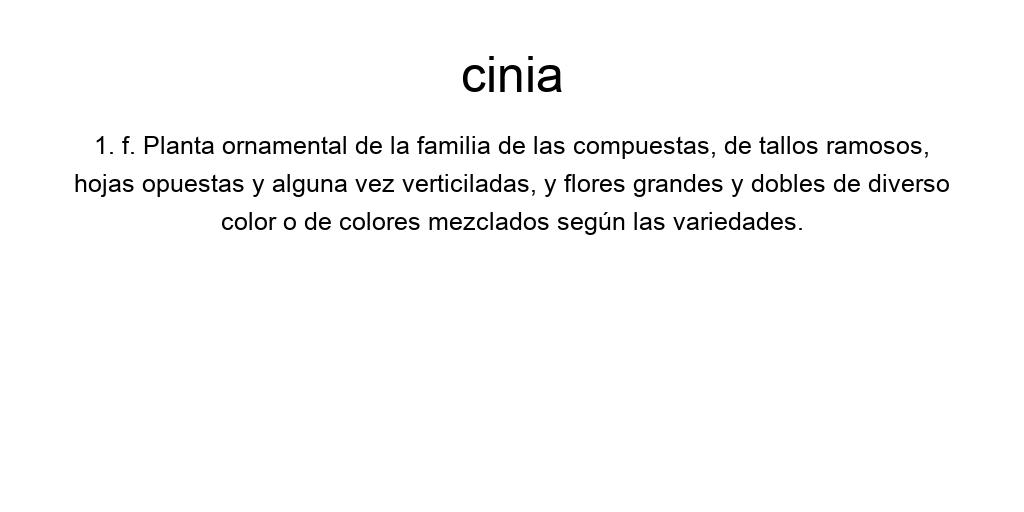 cinia
1. f. Planta ornamental de la familia de las compuestas, de tallos ramosos,
hojas opuestas y alguna vez verticiladas, y flores grandes y dobles de diverso
color o de colores mezclados según las variedades.